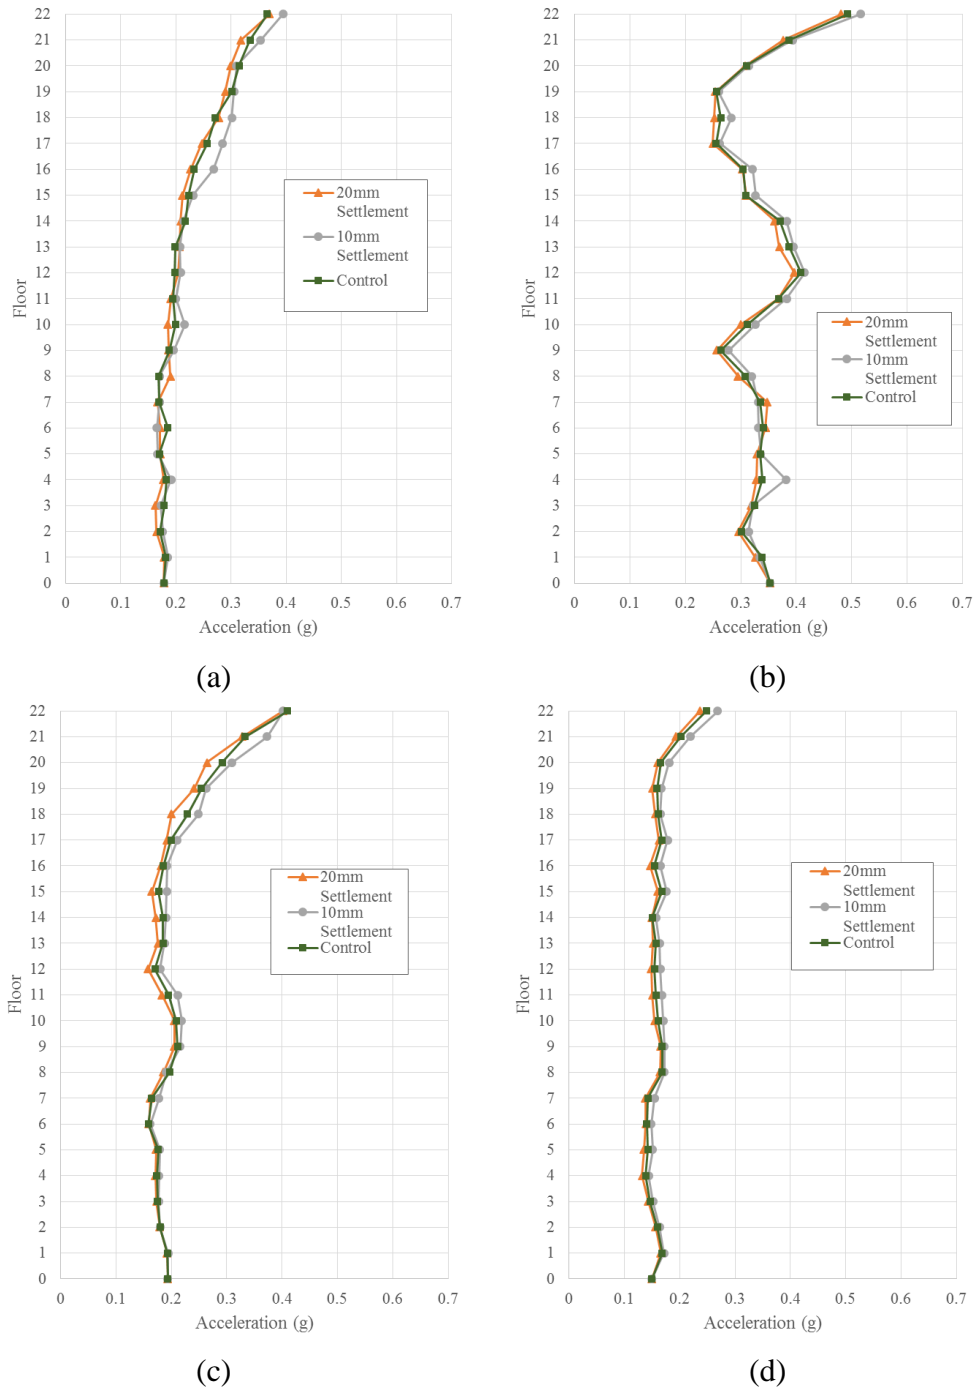 22
21
20
19
18
17
16
15
14
13
12
11
10
9
8
7
6
5
4
3
2
1
0
Floor
0 0.1 0.2 0.3 0.4 0.5 0.6 0.7
Acceleration (g)
20mm
Settlement
10mm
Settlement
Control
(a)
22
21
20
19
18
17
16
15
14
13
12
11
10
9
8
7
6
5
4
3
2
1
0
Floor
0 0.1 0.2 0.3 0.4 0.5 0.6 0.7
Acceleration (g)
20mm
Settlement
10mm
Settlement
Control
(b)
22
21
20
19
18
17
16
15
14
13
12
11
10
9
8
7
6
5
4
3
2
1
0
Floor
0 0.1 0.2 0.3 0.4 0.5 0.6 0.7
Acceleration (g)
20mm
Settlement
10mm
Settlement
Control
(c)
22
21
20
19
18
17
16
15
14
13
12
11
10
9
8
7
6
5
4
3
2
1
0
Floor
0 0.1 0.2 0.3 0.4 0.5 0.6 0.7
Acceleration (g)
20mm
Settlement
10mm
Settlement
Control
(d)